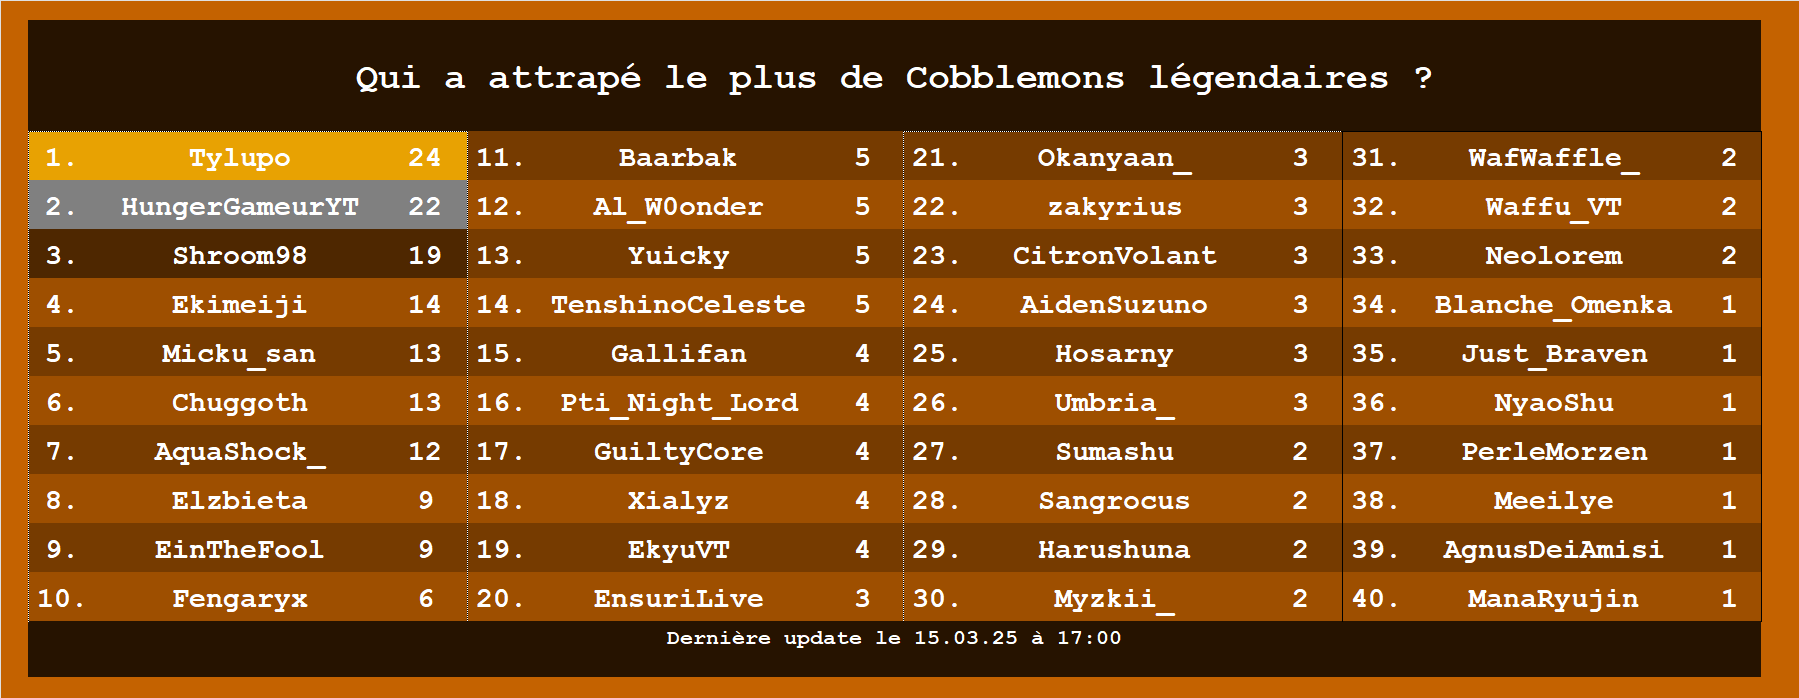 Qui a attrapé le plus de Cobblemons légendaires ?
1. Tylupo 24
2. HungerGameurYT 22
3. Shroom98 19
4. Ekimeiji 14
5. Micku_san 13
6. Chuggoth 13
7. AquaShock_ 12
8. Elzbieta 9
9. EinTheFool 9
10. Fengaryx 6
11. Baarbak 5
12. Al_W0onder 5
13. Yuicky 5
14. TenshinoCeleste 5
15. Gallifan 4
16. Pti_Night_Lord 4
17. GuiltyCore 4
18. Xialyz 4
19. EkyuVT 4
20. EnsuriLive 3
21. Okanyaan_ 3
22. zakyrius 3
23. CitronVolant 3
24. AidenSuzuno 3
25. Hosarny 3
26. Umbria_ 3
27. Sumashu 2
28. Sangrocus 2
29. Harushuna 2
30. Myzkii_ 2
31. WafWaffle_ 2
32. Waffu_VT 2
33. Neolorem 2
34. Blanche_Omenka 1
35. Just_Braven 1
36. NyaoShu 1
37. PerleMorzen 1
38. Meeilye 1
39. AgnusDeiAmisi 1
40. ManaRyujin 1
Dernière update le 15.03.25 à 17:00